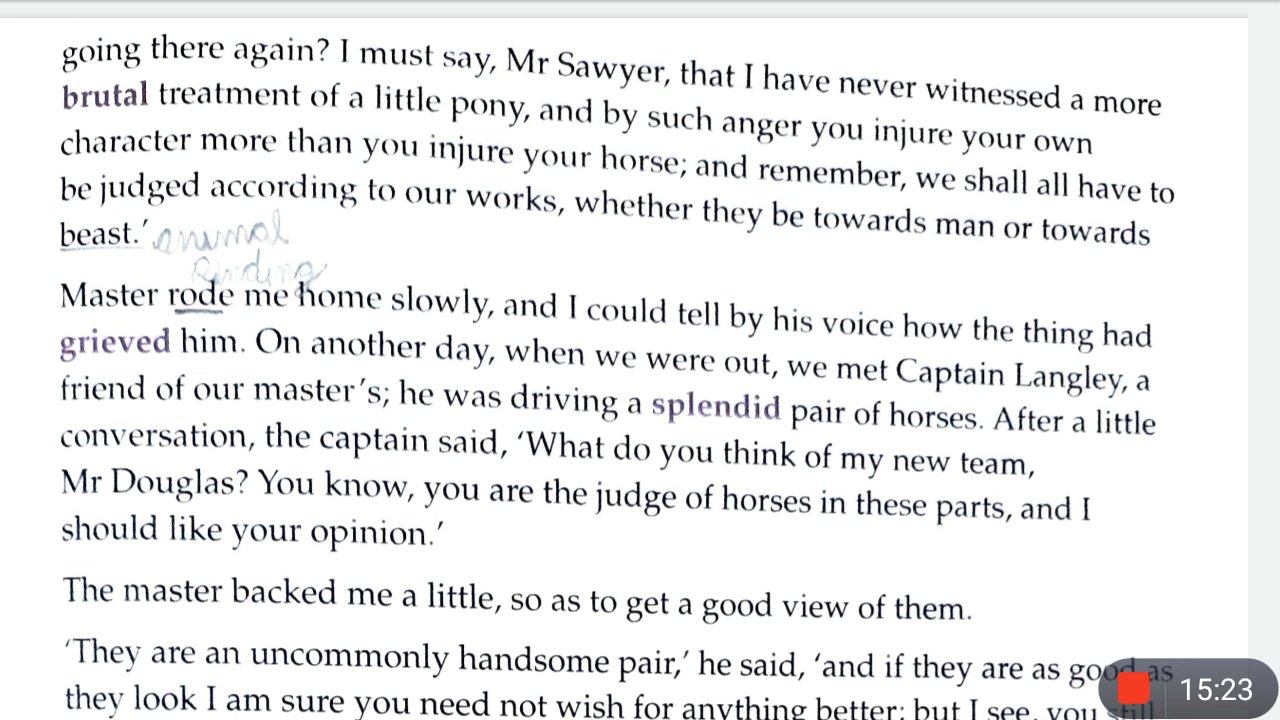 going there again? I must say, Mr Sawyer, that I have never witnessed a more
brutal treatment of a little pony, and by such anger you injure your own
character more than you injure your horse; and remember, we shall all have to
be judged according to our works, whether they be towards man or towards
beast.’ animal
Riding
Master rode me home slowly, and I could tell by his voice how the thing had
grieved him. On another day, when we were out, we met Captain Langley, a
friend of our master’s; he was driving a splendid pair of horses. After a little
conversation, the captain said, ‘What do you think of my new team,
Mr Douglas? You know, you are the judge of horses in these parts, and I
should like your opinion.’
The master backed me a little, so as to get a good view of them.
‘They are an uncommonly handsome pair,’ he said, ‘and if they are as good as
they look I am sure you need not wish for anything better; but I see, you still
15:23